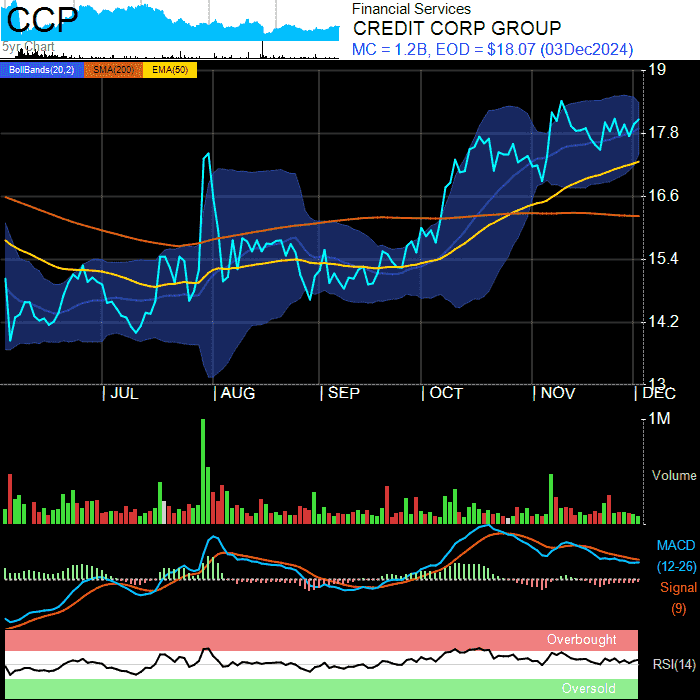 CCP
5yr Chart
Financial Services
CREDIT CORP GROUP
MC = 1.2B, EOD = $18.07 (03Dec2024)
BollBands(20,2) SMA(200) EMA(50)
19
17.8
16.6
15.4
14.2
13
JUL AUG SEP OCT NOV DEC
1M
Volume
MACD
(12-26)
Signal
(9)
Overbought
RSI(14)
Oversold